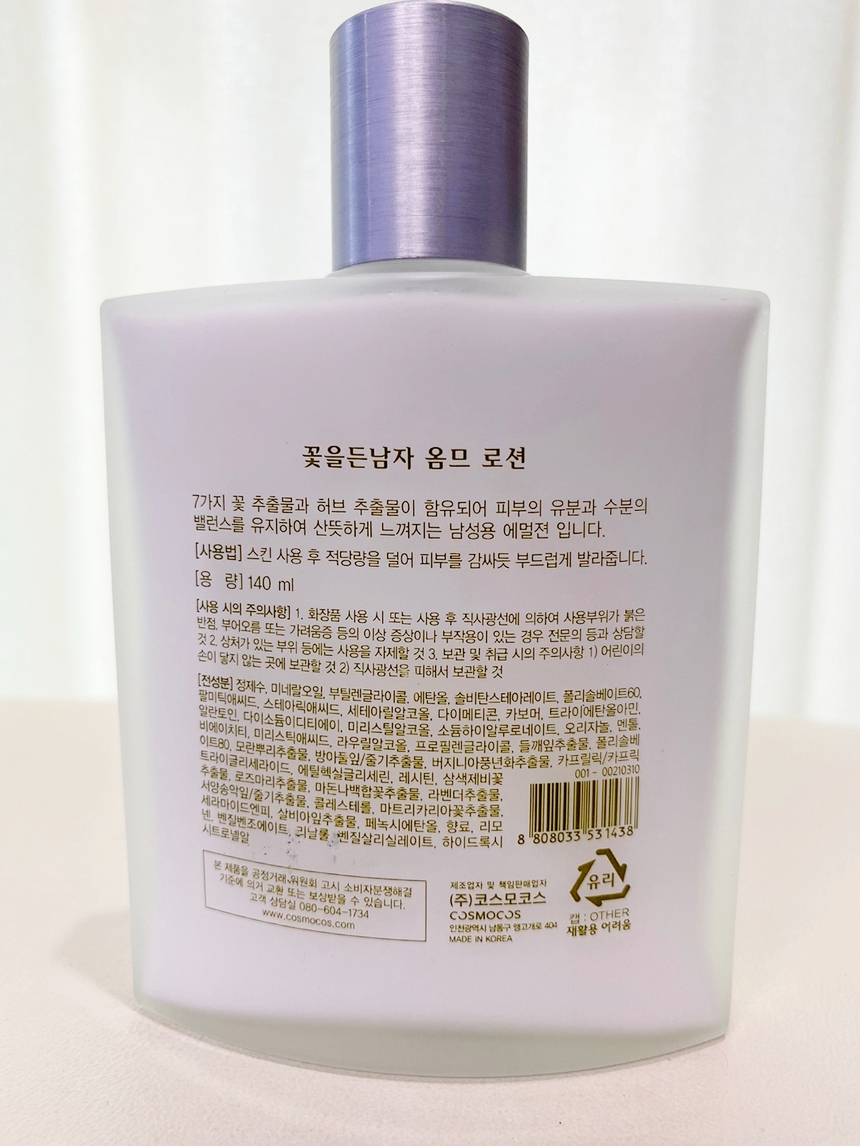 꽃을든남자 옴므 로션
7가지 꽃 추출물과 허브 추출물이 함유되어 피부의 유분과 수분의
밸런스를 유지하여 산뜻하게 느껴지는 남성용 에멀젼 입니다.
[사용법] 스킨 사용 후 적당량을 덜어 피부를 감싸듯 부드럽게 발라줍니다.
[용 량] 140 ml
[사용 시의 주의사항] 1. 화장품 사용 시 또는 사용 후 직사광선에 의하여 사용부위가 붉은
반점, 부어오름 또는 가려움증 등의 이상 증상이나 부작용이 있는 경우 전문의 등과 상담할
것 2. 상처가 있는 부위 등에는 사용을 자제할 것 3. 보관 및 취급 시의 주의사항 1) 어린이의
손이 닿지 않는 곳에 보관할 것 2) 직사광선을 피해서 보관할 것
[전성분] 정제수, 미네랄오일, 부틸렌글라이콜, 에탄올, 솔비탄스테아레이트, 폴리솔베이트60,
팔미틱애씨드, 스테아릭애씨드, 세테아릴알코올, 다이메티콘, 카보머, 트라이에탄올아민,
알란토인, 다이소듐이디티에이, 미리스틸알코올, 소듐하이알루로네이트, 오리자놀, 멘톨,
비에이치티, 미리스틱애씨드, 라우릴알코올, 프로필렌글라이콜, 들깨잎추출물, 폴리솔베
이트80, 모란뿌리추출물, 방아풀잎/줄기추출물, 버지니아풍년화추출물, 카프릴릭/카프릭
트라이글리세라이드, 에틸헥실글리세린, 레시틴, 삼색제비꽃
추출물, 로즈마리추출물, 마돈나백합꽃추출물, 라벤더추출물,
서양송악잎/줄기추출물, 콜레스테롤, 마트리카리아꽃추출물,
세라마이드엔피, 살비아잎추출물, 페녹시에탄올, 향료, 리모
넨, 벤질벤조에이트, 리날룰, 벤질살리실레이트, 하이드록시
시트로넬알
001 - 00210310
8 808033 531438
본 제품을 공정거래 위원회 고시 소비자분쟁해결
기준에 의거 교환 또는 보상받을 수 있습니다.
고객 상담실 080-604-1734
www.cosmocos.com
제조업자 및 책임판매업자
(주)코스모코스
COSMOCOS
인천광역시 남동구 앵고개로 404
MADE IN KOREA
유리
캡 : OTHER
재활용 어려움